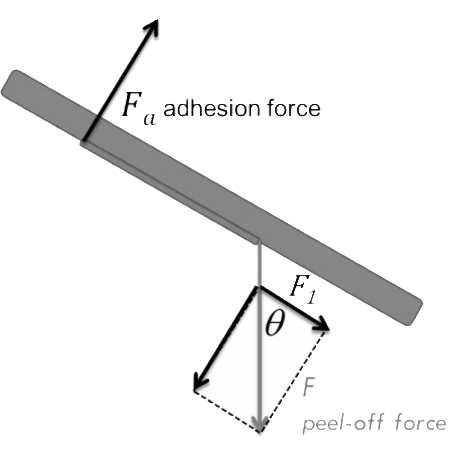 Fa adhesion force
F1
θ
F
peel-off force